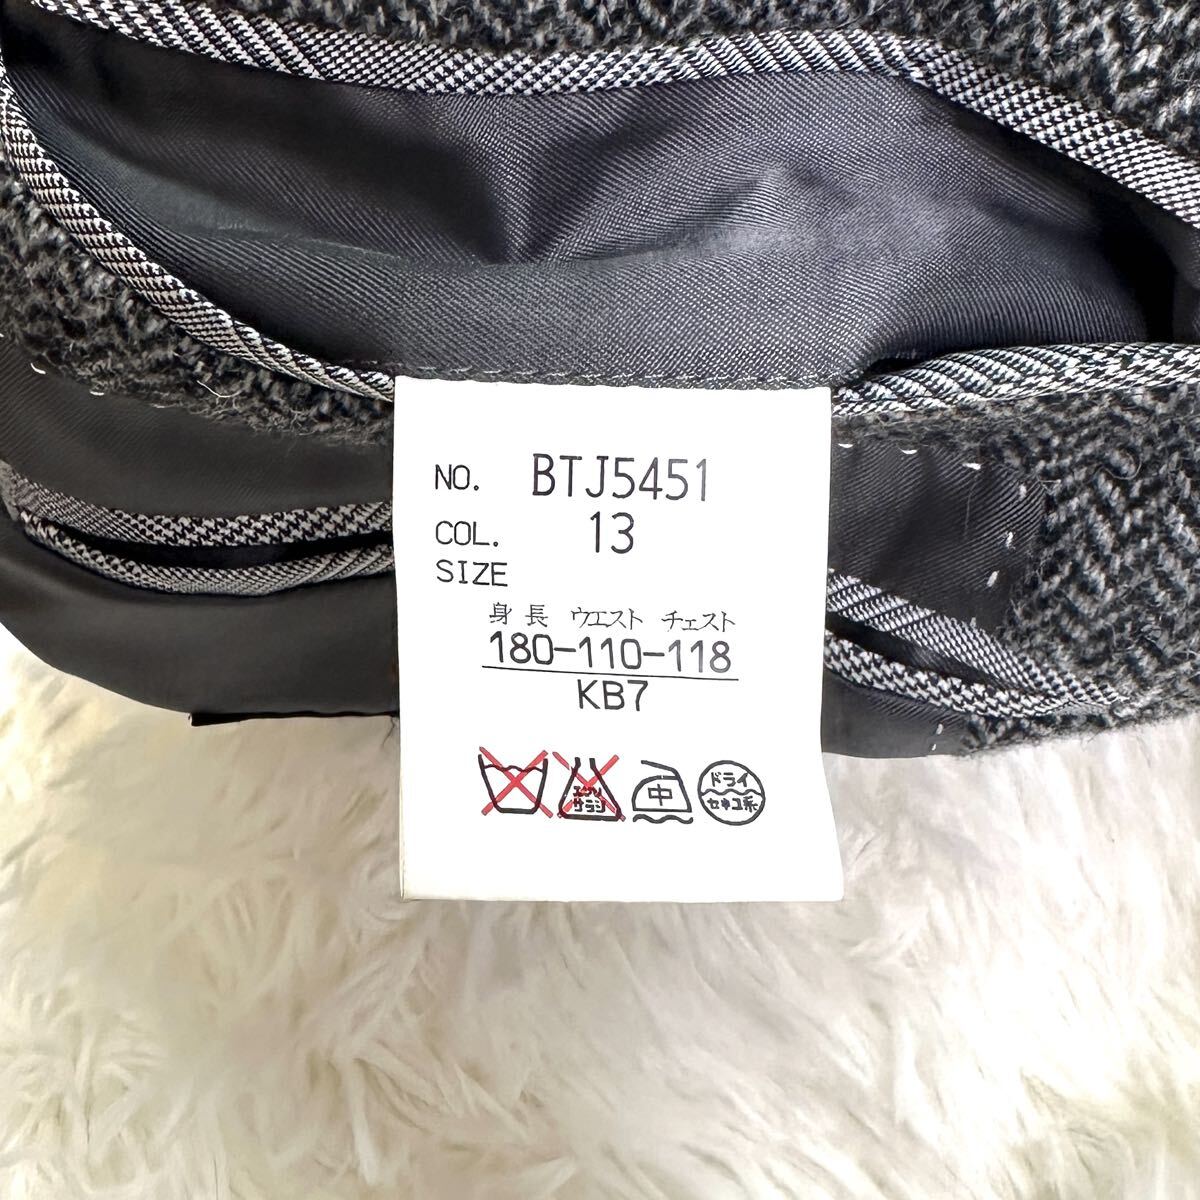 NO. BTJ5451
COL. 13
SIZE
身長 ウエスト チェスト
180-110-118
KB7
エンソ
サラシ
中
ドライ
セキユ系